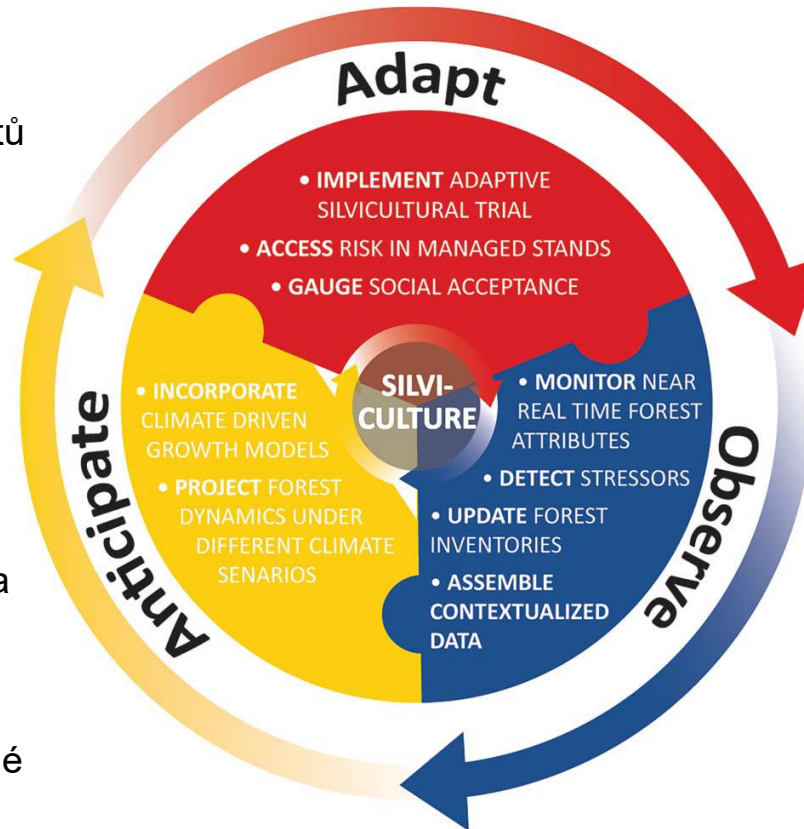 Adapt
• IMPLEMENT ADAPTIVE
SILVICULTURAL TRIAL
• ACCESS RISK IN MANAGED STANDS
• GAUGE SOCIAL ACCEPTANCE
SILVI-
CULTURE
Observe
• MONITOR NEAR
REAL TIME FOREST
ATTRIBUTES
• DETECT STRESSORS
• UPDATE FOREST
INVENTORIES
• ASSEMBLE
CONTEXTUALIZED
DATA
Anticipate
• INCORPORATE
CLIMATE DRIVEN
GROWTH MODELS
• PROJECT FOREST
DYNAMICS UNDER
DIFFERENT CLIMATE
SENARIOS
tů
a
é